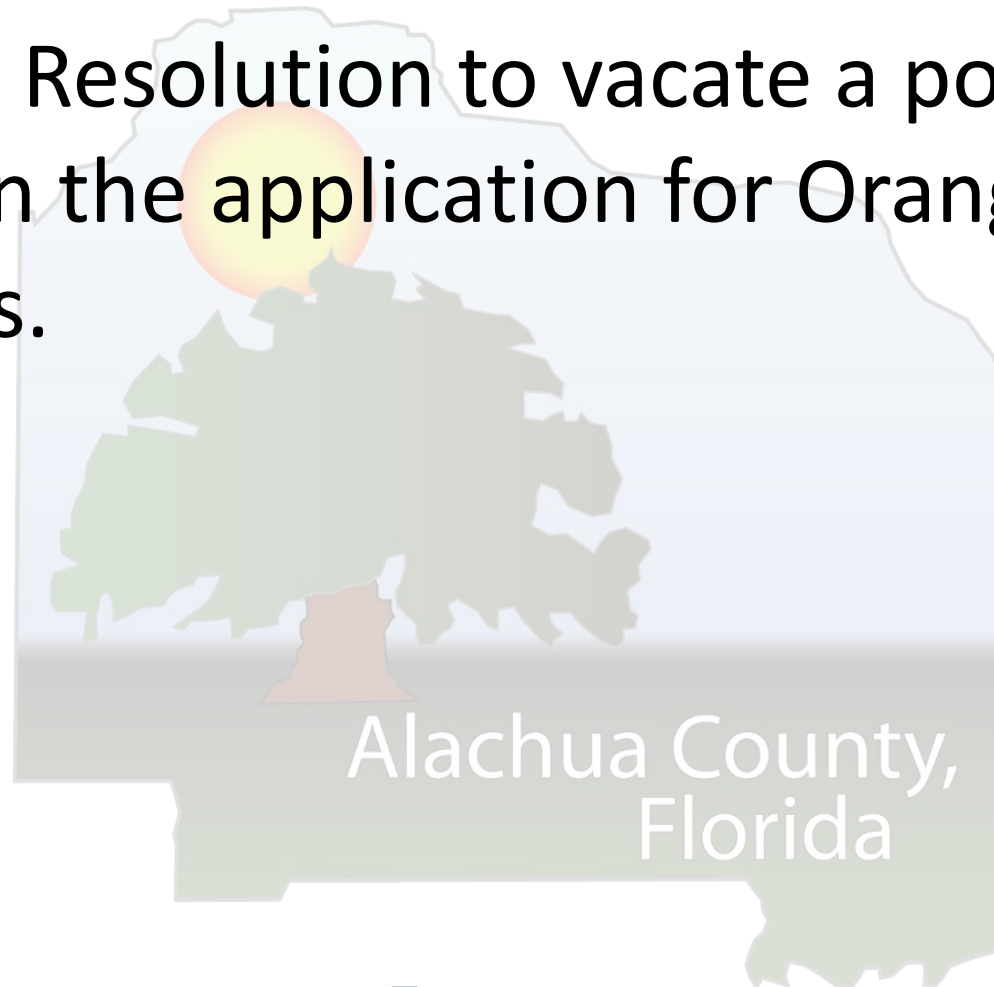 Resolution to vacate a po
n the application for Orang
s.
Alachua County,
Florida